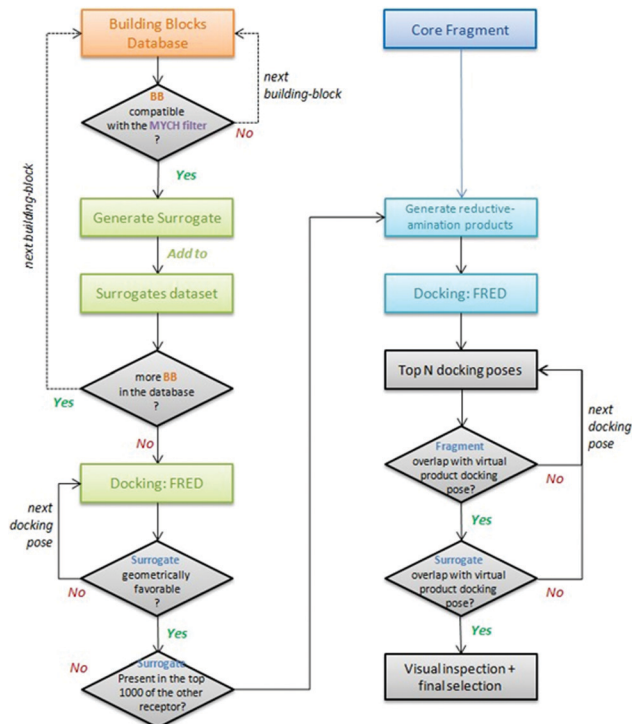 Building Blocks
Database
next
building-block
BB
compatible
with the MYCH filter
?
No
Yes
next building-block
Generate Surrogate
Add to
Surrogates dataset
more BB
in the database
?
Yes
No
Docking: FRED
next
docking
pose
Surrogate
geometrically
favorable
?
No
Yes
No
Surrogate
Present in the top
1000 of the other
receptor?
Core Fragment
Generate reductive-
amination products
Docking: FRED
Top N docking poses
next
docking
pose
Fragment
overlap with virtual
product docking
pose?
No
Yes
Surrogate
overlap with virtual
product docking
pose?
No
Yes
Visual inspection +
final selection